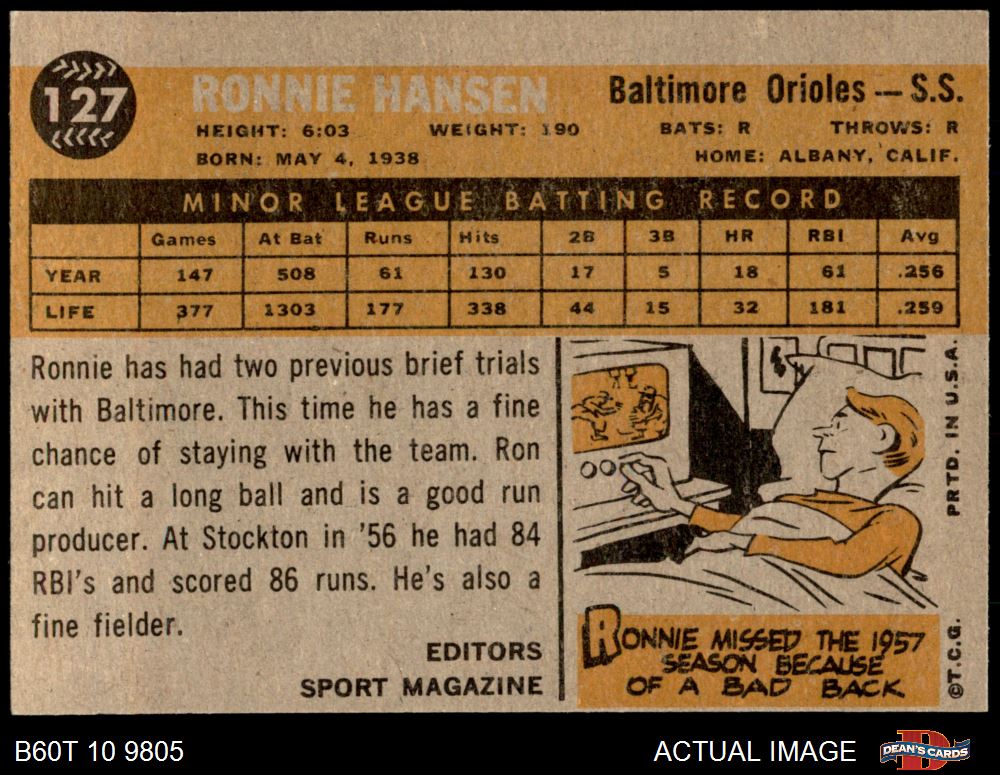 127
RONNIE HANSEN
Baltimore Orioles — S.S.
HEIGHT: 6:03 WEIGHT: 190 BATS: R THROWS: R
BORN: MAY 4, 1938 HOME: ALBANY, CALIF.
MINOR LEAGUE BATTING RECORD
Games At Bat Runs Hits 2B 3B HR RBI Avg
YEAR 147 508 61 130 17 5 18 61 .256
LIFE 377 1303 177 338 44 15 32 181 .259
Ronnie has had two previous brief trials
with Baltimore. This time he has a fine
chance of staying with the team. Ron
can hit a long ball and is a good run
producer. At Stockton in '56 he had 84
RBI's and scored 86 runs. He's also a
fine fielder.
EDITORS
SPORT MAGAZINE
RONNIE MISSED THE 1957
SEASON BECAUSE
OF A BAD BACK
©T.C.G. PRTD. IN U.S.A.
B60T 10 9805
ACTUAL IMAGE
DEAN'S CARDS